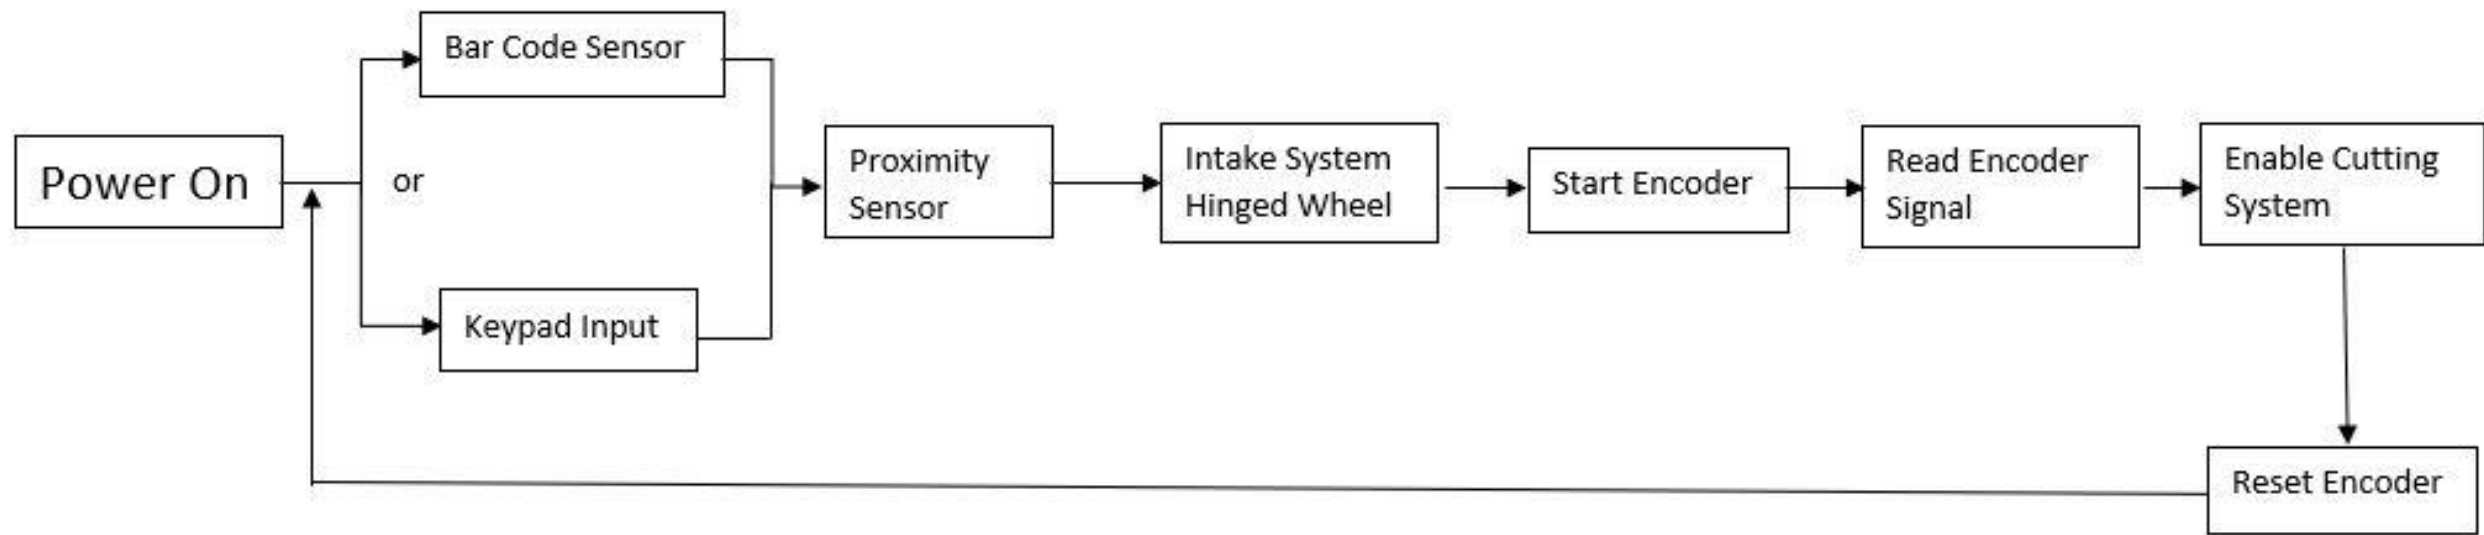 Bar Code Sensor
Power On
or
Keypad Input
Proximity
Sensor
Intake System
Hinged Wheel
Start Encoder
Read Encoder
Signal
Enable Cutting
System
Reset Encoder